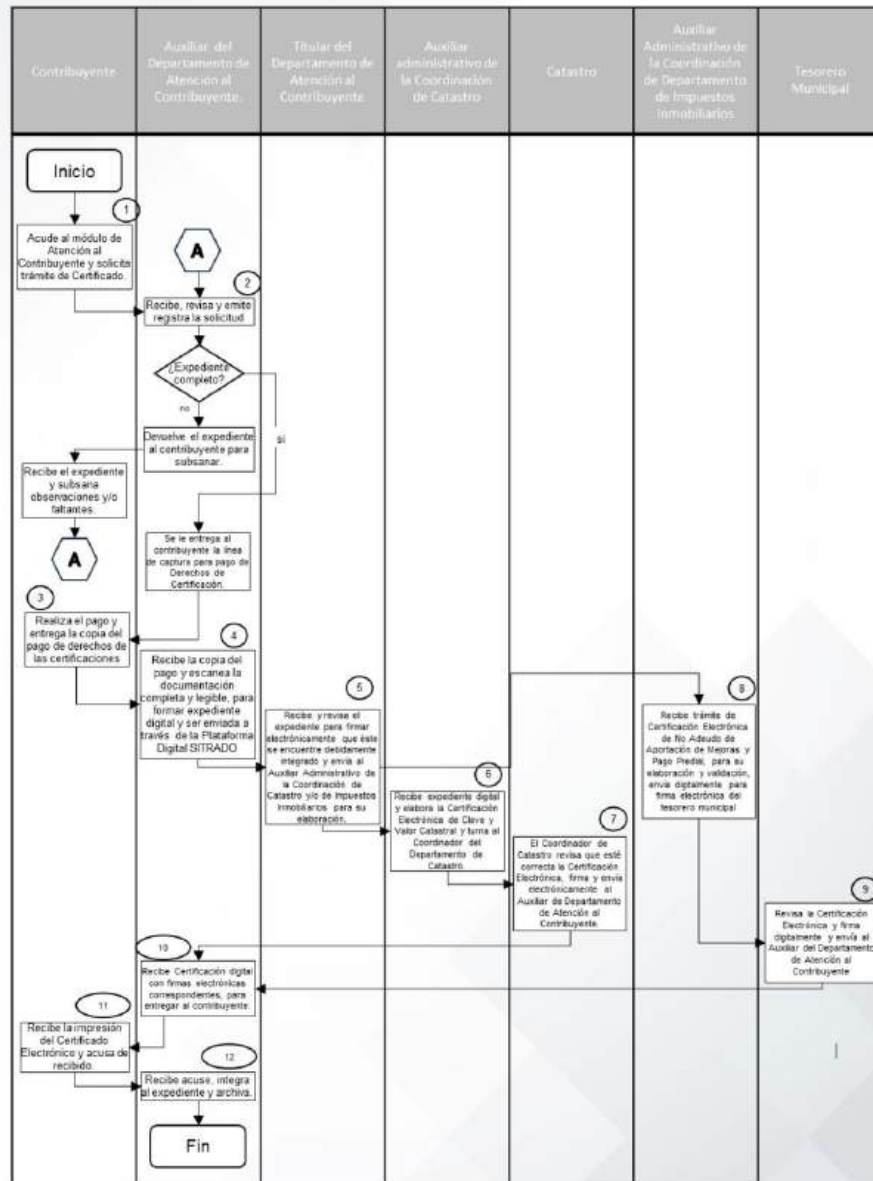 Contribuyente
Auxiliar del
Departamento de
Atención al
Contribuyente.
Titular del
Departamento de
Atención al
Contribuyente
Auxiliar
administrativo de
la Coordinación
de Catastro
Catastro
Auxiliar
Administrativo de
la Coordinación
de Departamento
de Impuestos
Inmobiliarios
Tesorero
Municipal
Inicio
1
Acude al módulo de
Atención al
Contribuyente y solicita
trámite de Certificado.
A
2
Recibe, revisa y emite
registra la solicitud
¿Expediente
completo?
no
si
Devuelve el expediente
al contribuyente para
subsanar.
Recibe el expediente
y subsana
observaciones y/o
faltantes.
A
Se le entrega al
contribuyente la línea
de captura para pago de
Derechos de
Certificación.
3
Realiza el pago y
entrega la copia del
pago de derechos de
las certificaciones
4
Recibe la copia del
pago y escanea la
documentación
completa y legible, para
formar expediente
digital y ser enviada a
través de la Plataforma
Digital SITRADO
5
Recibe y revisa el
expediente para firmar
electrónicamente que éste
se encuentre debidamente
integrado y envía al
Auxiliar Administrativo de
la Coordinación de
Catastro y/o de Impuestos
Inmobiliarios para su
elaboración.
6
Recibe expediente digital
y elabora la Certificación
Electrónica de Clave y
Valor Catastral y turna al
Coordinador del
Departamento de
Catastro.
7
El Coordinador de
Catastro revisa que esté
correcta la Certificación
Electrónica, firma y envía
electrónicamente al
Auxiliar de Departamento
de Atención al
Contribuyente.
8
Recibe trámite de
Certificación Electrónica
de No Adeudo de
Aportación de Mejoras y
Pago Predial, para su
elaboración y validación,
envía digitalmente para
firma electrónica del
tesorero municipal
9
Revisa la Certificación
Electrónica y firma
digitalmente y envía al
Auxiliar del Departamento
de Atención al
Contribuyente
10
Recibe Certificación digital
con firmas electrónicas
correspondientes, para
entregar al contribuyente.
11
Recibe la impresión
del Certificado
Electrónico y acusa de
recibido.
12
Recibe acuse, integra
al expediente y archiva.
Fin